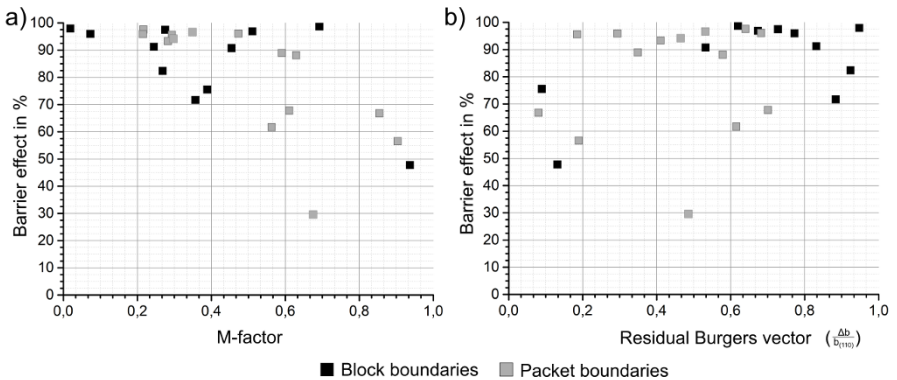 a)
Barrier effect in %
100
90
80
70
60
50
40
30
20
10
0
0,0 0,2 0,4 0,6 0,8 1,0
M-factor
b)
Barrier effect in %
100
90
80
70
60
50
40
30
20
10
0
0,0 0,2 0,4 0,6 0,8 1,0
Residual Burgers vector (Δb/b(110))
Block boundaries Packet boundaries